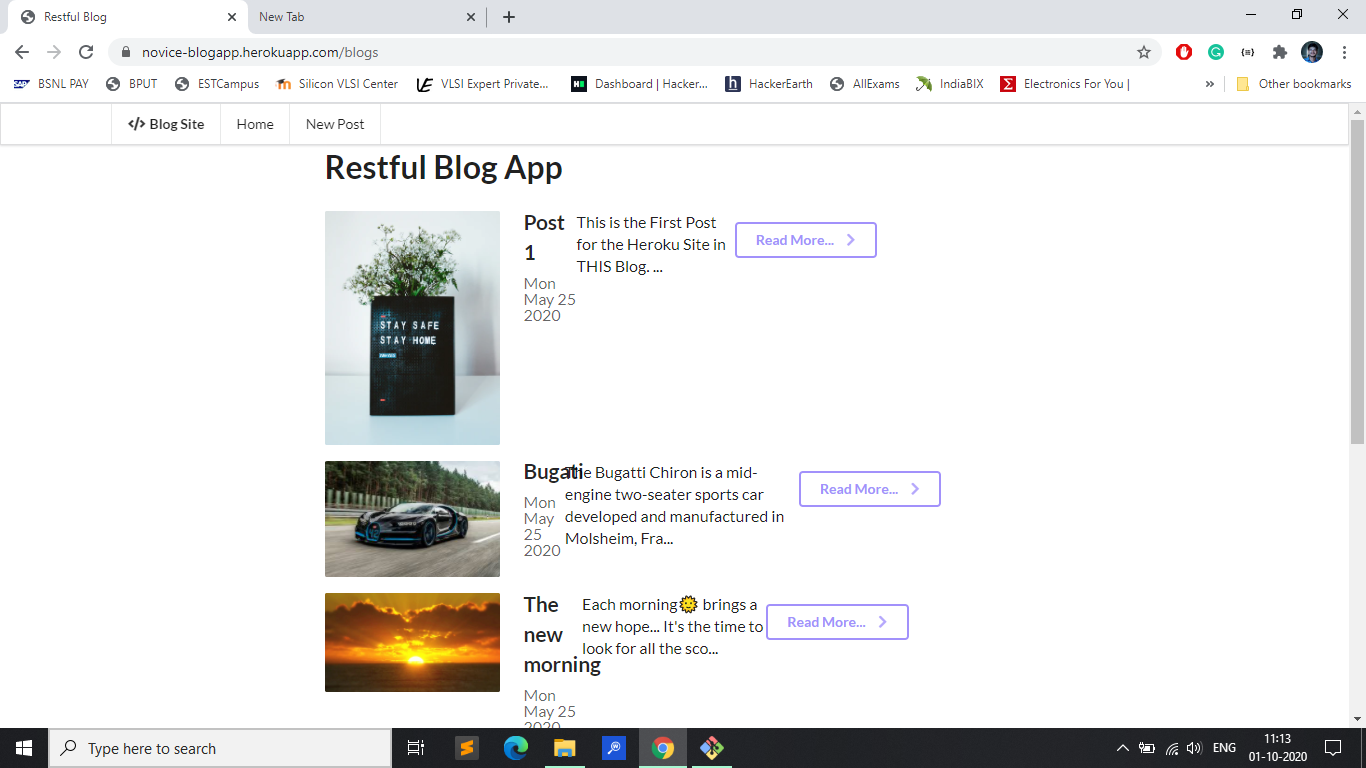 Restful Blog
New Tab
novice-blogapp.herokuapp.com/blogs
BSNL PAY
BPUT
ESTCampus
Silicon VLSI Center
VLSI Expert Private...
Dashboard | Hacker...
HackerEarth
AllExams
IndiaBIX
Electronics For You |
Other bookmarks
Blog Site
Home
New Post
Restful Blog App
STAY SAFE
STAY HOME
Post
1
Mon
May 25
2020
This is the First Post
for the Heroku Site in
THIS Blog. ...
Read More...
Bugati
Mon
May
25
2020
The Bugatti Chiron is a mid-
engine two-seater sports car
developed and manufactured in
Molsheim, Fra...
Read More...
The
new
morning
Mon
May 25
2020
Each morning🌞 brings a
new hope... It's the time to
look for all the sco...
Read More...
Type here to search
ENG
11:13
01-10-2020